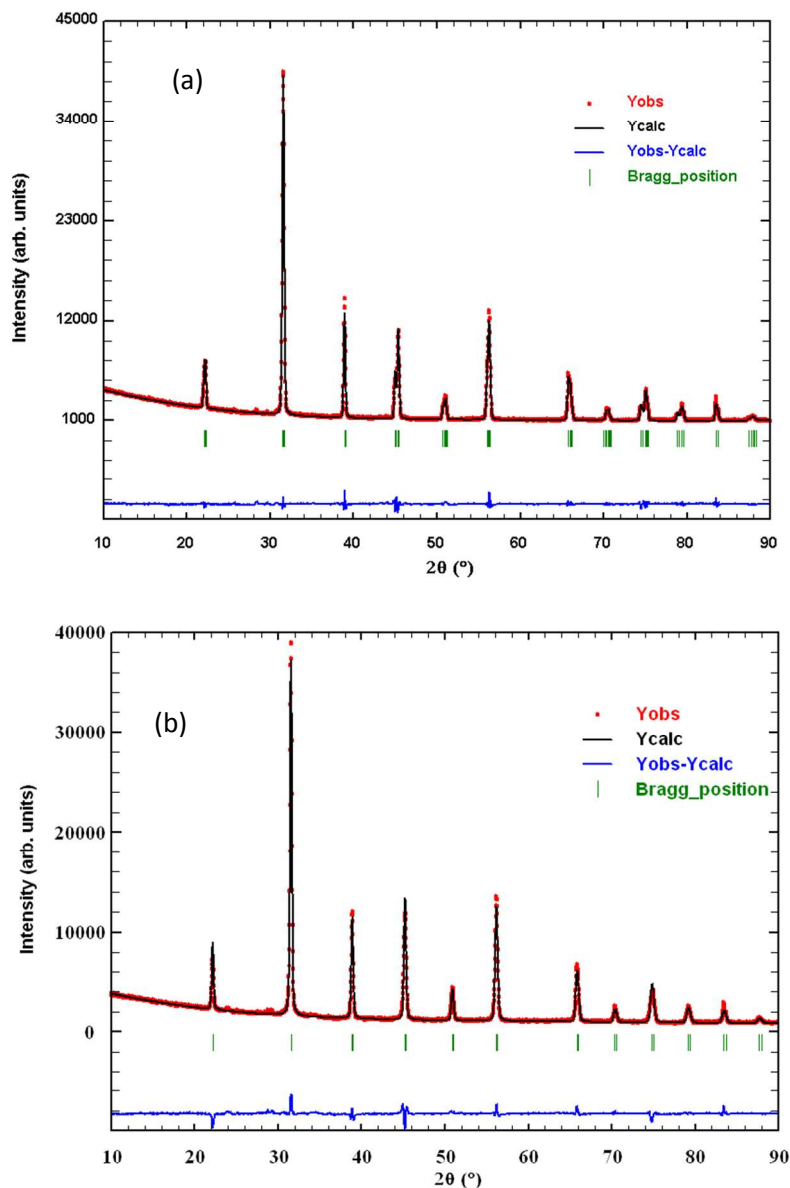 45000
(a)
Yobs
34000
Ycalc
Yobs-Ycalc
Bragg_position
23000
Intensity (arb. units)
12000
1000
10 20 30 40 50 60 70 80 90
2θ (°)
40000
(b)
Yobs
Ycalc
30000
Yobs-Ycalc
Bragg_position
20000
Intensity (arb. units)
10000
0
10 20 30 40 50 60 70 80 90
2θ (°)